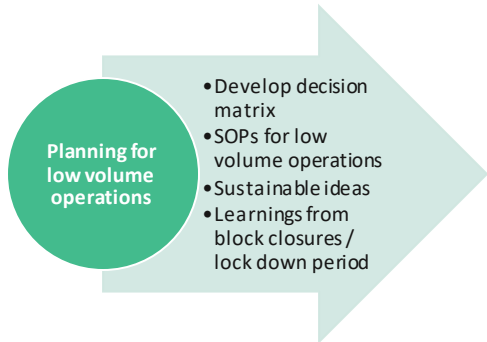 Planning for
low volume
operations
•Develop decision
matrix
•SOPs for low
volume operations
•Sustainable ideas
•Learnings from
block closures /
lock down period